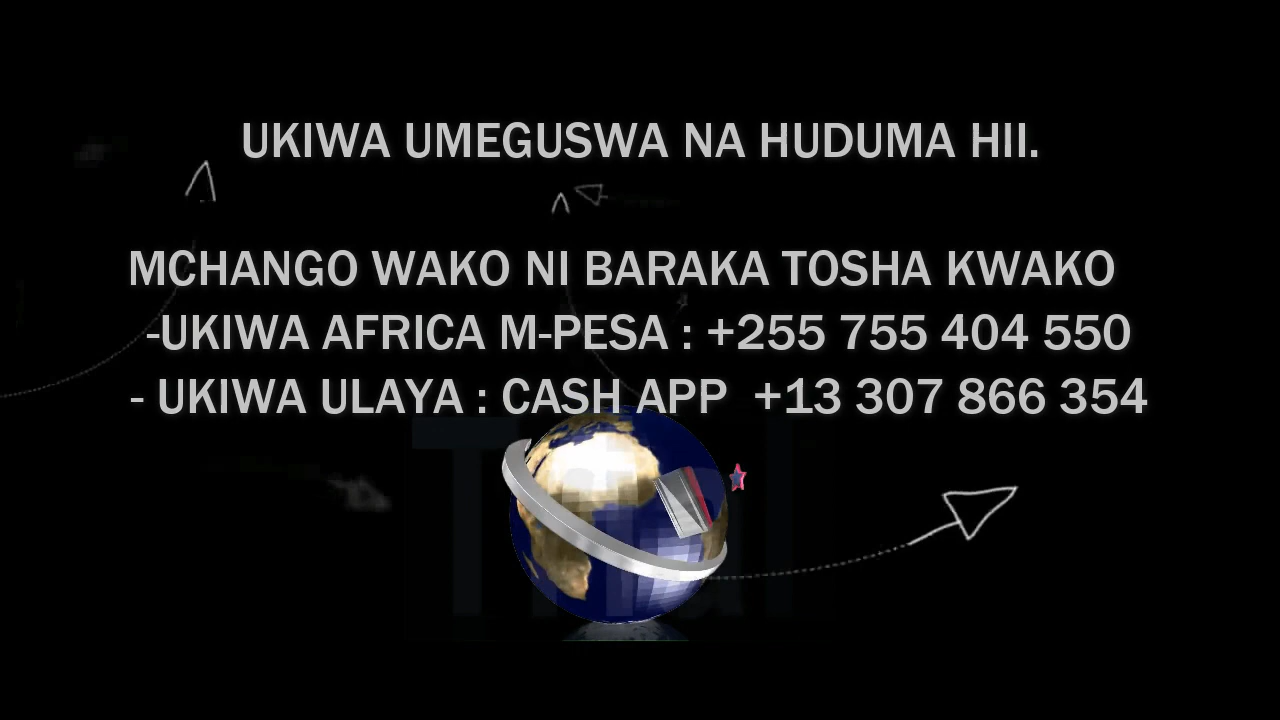 UKIWA UMEGUSWA NA HUDUMA HII.
MCHANGO WAKO NI BARAKA TOSHA KWAKO
-UKIWA AFRICA M-PESA : +255 755 404 550
- UKIWA ULAYA : CASH APP +13 307 866 354
Trial